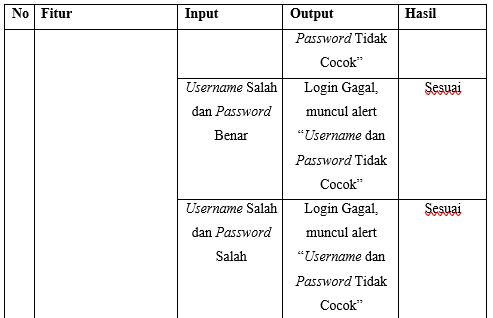 No Fitur Input Output Hasil
Password Tidak
Cocok”
Username Salah Login Gagal, Sesuai
dan Password muncul alert
Benar “Username dan
Password Tidak
Cocok”
Username Salah Login Gagal, Sesuai
dan Password muncul alert
Salah “Username dan
Password Tidak
Cocok”